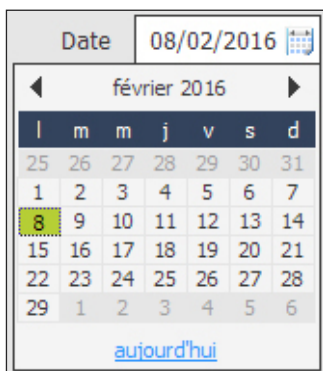 Date 08/02/2016
février 2016
l m m j v s d
25 26 27 28 29 30 31
1 2 3 4 5 6 7
8 9 10 11 12 13 14
15 16 17 18 19 20 21
22 23 24 25 26 27 28
29 1 2 3 4 5 6
aujourd'hui